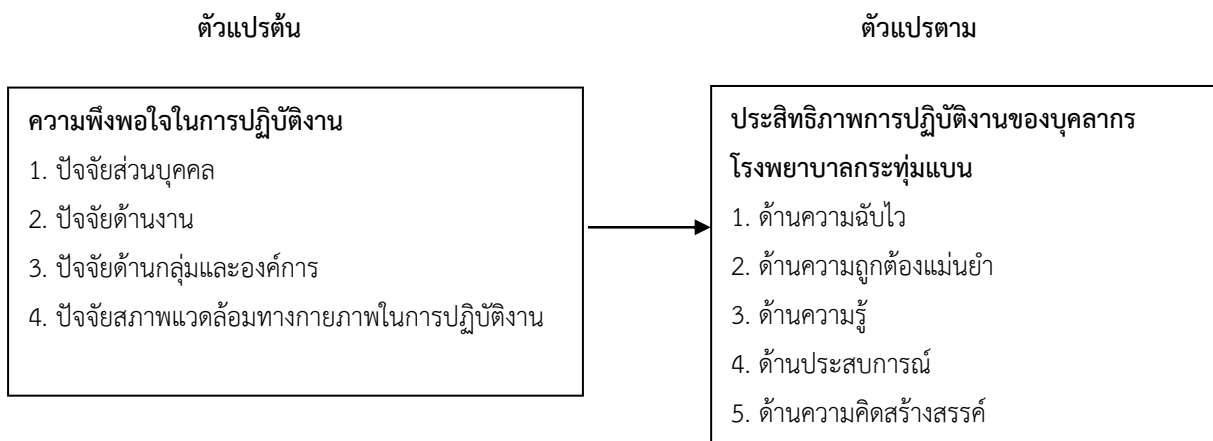 ตัวแปรต้น
ตัวแปรตาม
ความพึงพอใจในการปฏิบัติงาน
1. ปัจจัยส่วนบุคคล
2. ปัจจัยด้านงาน
3. ปัจจัยด้านกลุ่มและองค์การ
4. ปัจจัยสภาพแวดล้อมทางกายภาพในการปฏิบัติงาน
ประสิทธิภาพการปฏิบัติงานของบุคลากร
โรงพยาบาลกระทุ่มแบน
1. ด้านความฉับไว
2. ด้านความถูกต้องแม่นยำ
3. ด้านความรู้
4. ด้านประสบการณ์
5. ด้านความคิดสร้างสรรค์